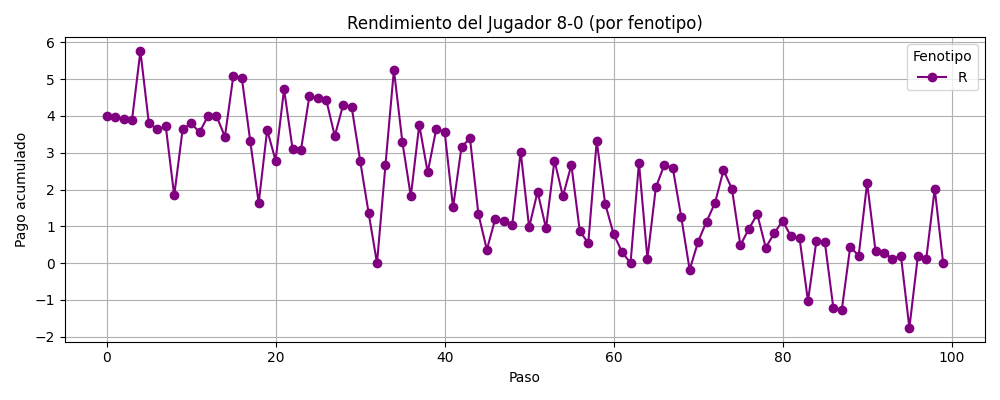 Rendimiento del Jugador 8-0 (por fenotipo)
Pago acumulado
6
5
4
3
2
1
0
−1
−2
Fenotipo
R
0 20 40 60 80 100
Paso